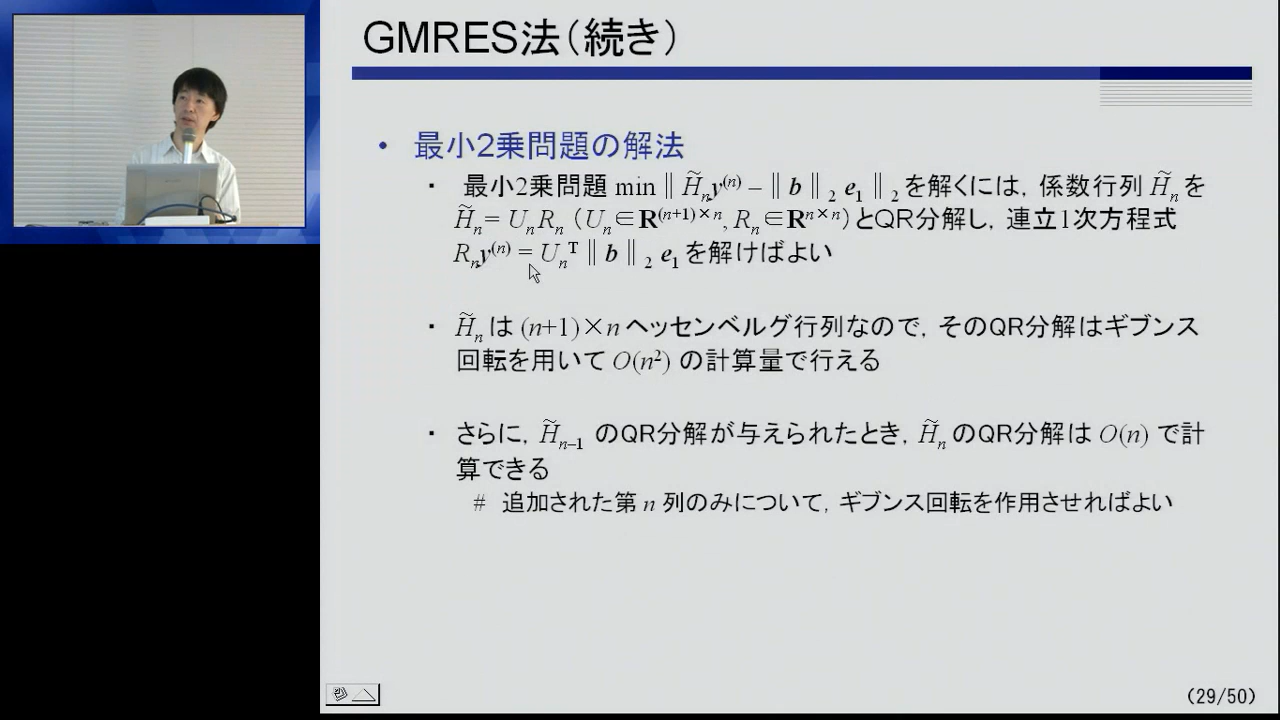 GMRES法（続き）
• 最小2乗問題の解法
・ 最小2乗問題 min‖H̃ₙy⁽ⁿ⁾ – ‖b‖₂ e₁‖₂を解くには，係数行列 H̃ₙを
H̃ₙ= UₙRₙ（Uₙ∈R⁽ⁿ⁺¹⁾˟ⁿ, Rₙ∈Rⁿ˟ⁿ）とQR分解し，連立1次方程式
Rₙy⁽ⁿ⁾ = Uₙᵀ‖b‖₂ e₁を解けばよい
・ H̃ₙは (n+1)×n ヘッセンベルグ行列なので，そのQR分解はギブンス
回転を用いて O(n²) の計算量で行える
・ さらに，H̃ₙ₋₁ のQR分解が与えられたとき，H̃ₙのQR分解は O(n) で計
算できる
# 追加された第 n 列のみについて，ギブンス回転を作用させればよい
(29/50)